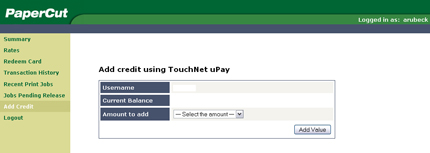 PaperCut
Logged in as: arubeck
Summary
Rates
Redeem Card
Transaction History
Recent Print Jobs
Jobs Pending Release
Add Credit
Logout
Add credit using TouchNet uPay
Username
Current Balance
Amount to add
--- Select the amount ---
Add Value